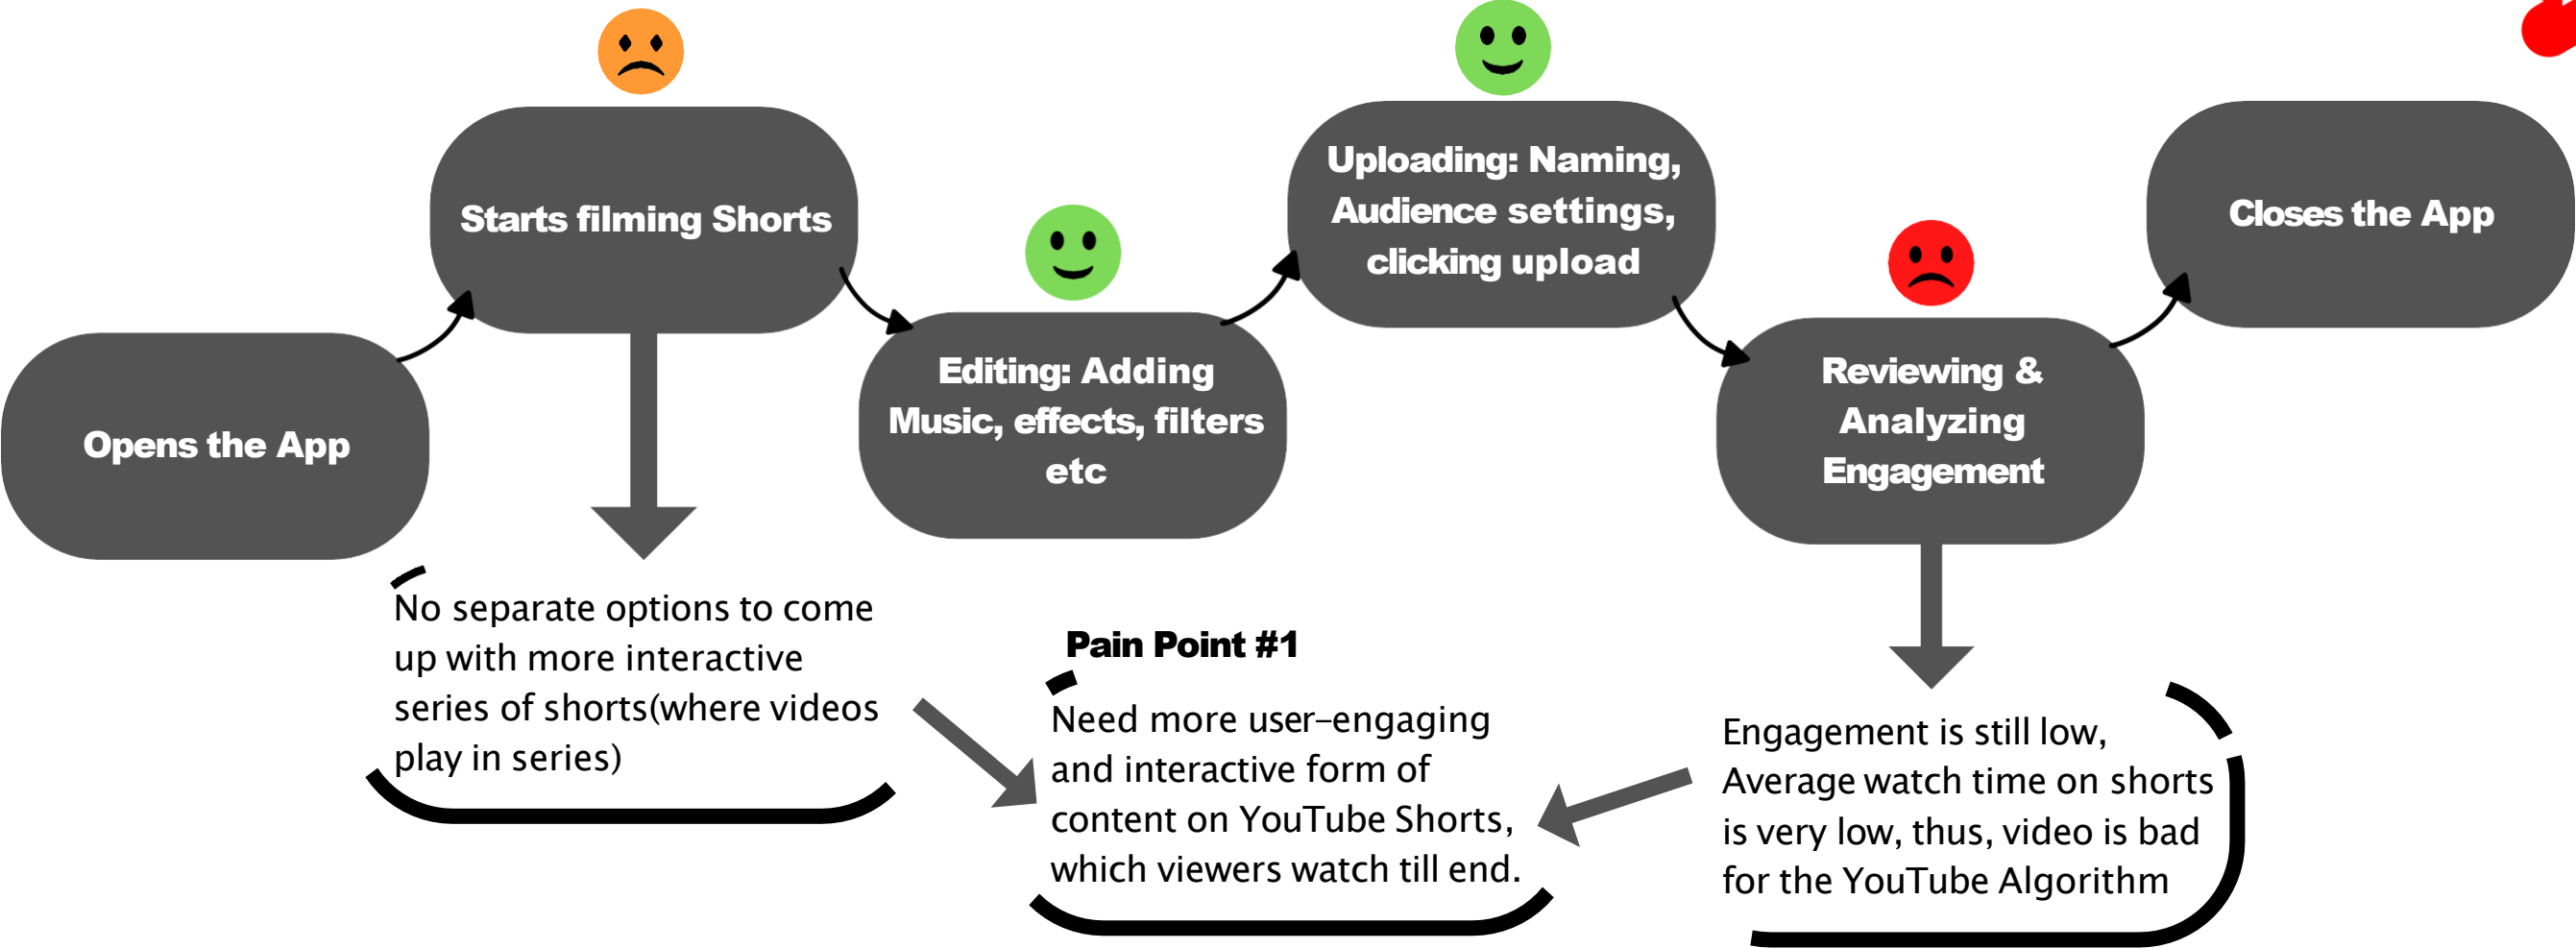 Opens the App
Starts filming Shorts
Editing: Adding
Music, effects, filters
etc
Uploading: Naming,
Audience settings,
clicking upload
Reviewing &
Analyzing
Engagement
Closes the App
No separate options to come
up with more interactive
series of shorts(where videos
play in series)
Pain Point #1
Need more user–engaging
and interactive form of
content on YouTube Shorts,
which viewers watch till end.
Engagement is still low,
Average watch time on shorts
is very low, thus, video is bad
for the YouTube Algorithm